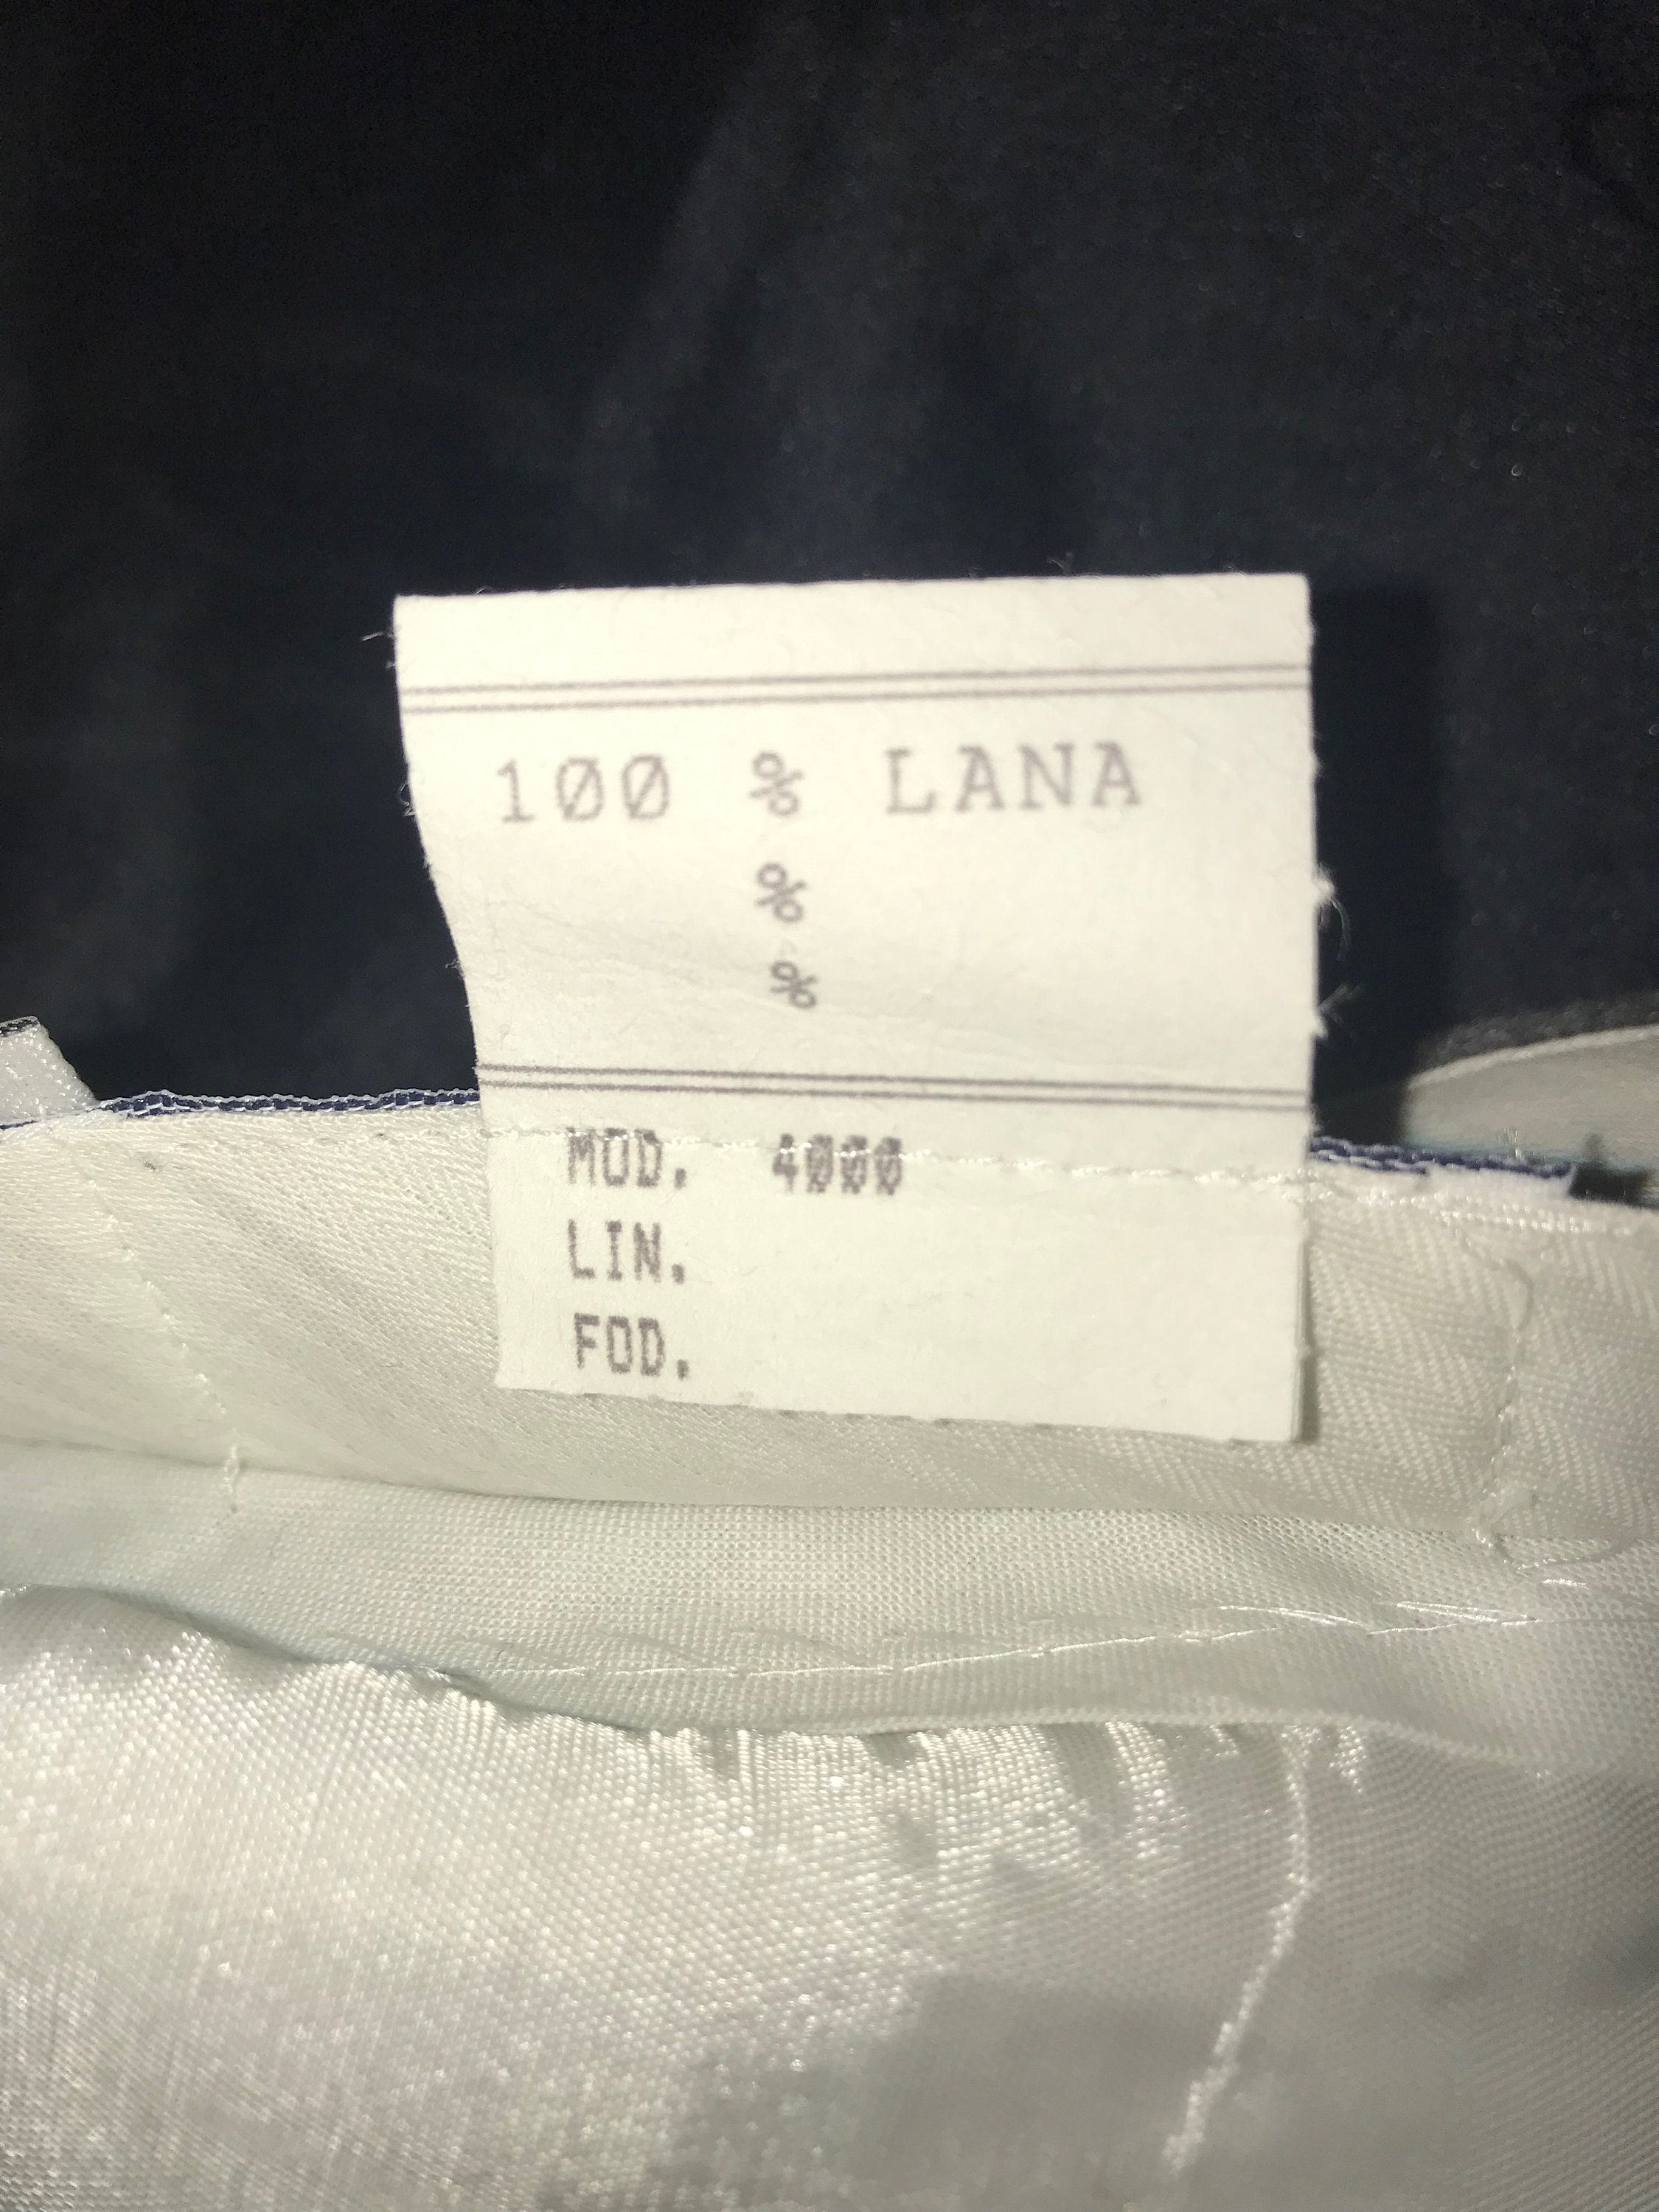 100 % LANA
%
%
MOD. 4000
LIN.
FOD.